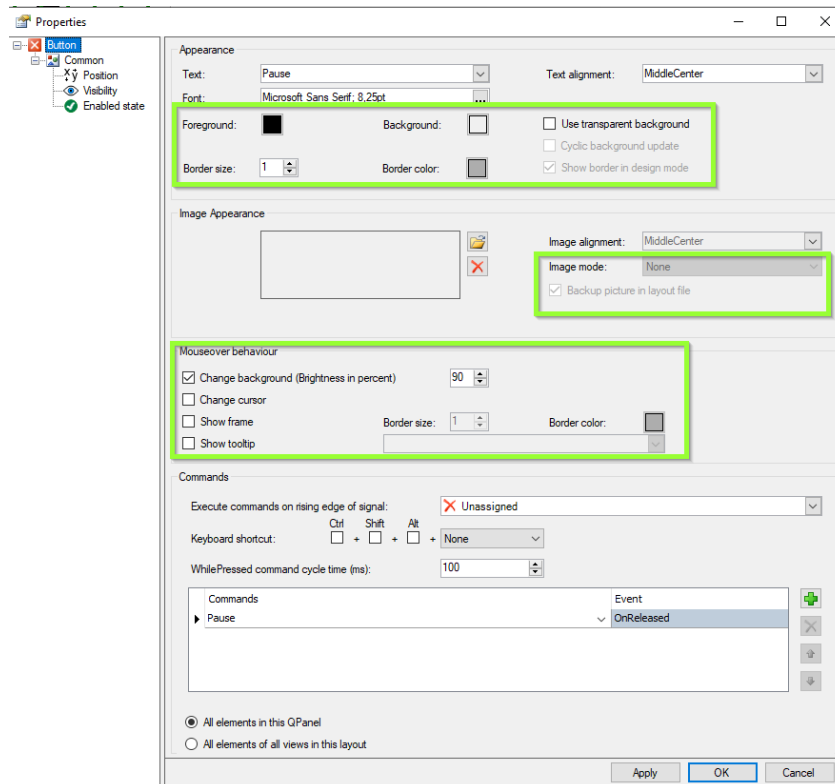 Properties
Button
Common
Position
Visibility
Enabled state
Appearance
Text: Pause Text alignment: MiddleCenter
Font: Microsoft Sans Serif; 8,25pt ...
Foreground: Background: Use transparent background
Cyclic background update
Border size: 1 Border color: Show border in design mode
Image Appearance
Image alignment: MiddleCenter
Image mode: None
Backup picture in layout file
Mouseover behaviour
Change background (Brightness in percent) 90
Change cursor
Show frame Border size: 1 Border color:
Show tooltip
Commands
Execute commands on rising edge of signal: Unassigned
Ctrl Shift Alt
Keyboard shortcut: + + + None
WhilePressed command cycle time (ms): 100
Commands Event
Pause OnReleased
All elements in this QPanel
All elements of all views in this layout
Apply OK Cancel